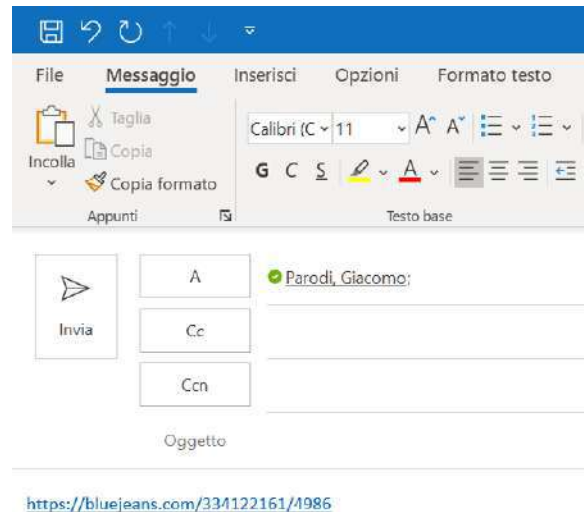 File Messaggio Inserisci Opzioni Formato testo
Incolla
Taglia
Copia
Copia formato
Appunti
Calibri (C 11 A A
G C S A
Testo base
Invia
A Parodi, Giacomo;
Cc
Ccn
Oggetto
https://bluejeans.com/334122161/4986